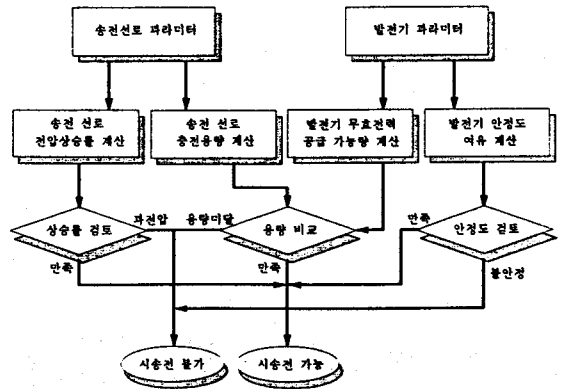 송전선로 파라미터
발전기 파라미터
송전 선로
전압상승률 계산
송전 선로
충전용량 계산
발전기 무효전력
공급 가능량 계산
발전기 안정도
여유 계산
상승률 검토
과전압
용량미달
용량 비교
만족
안정도 검토
만족
만족
불안정
시송전 불가
시송전 가능